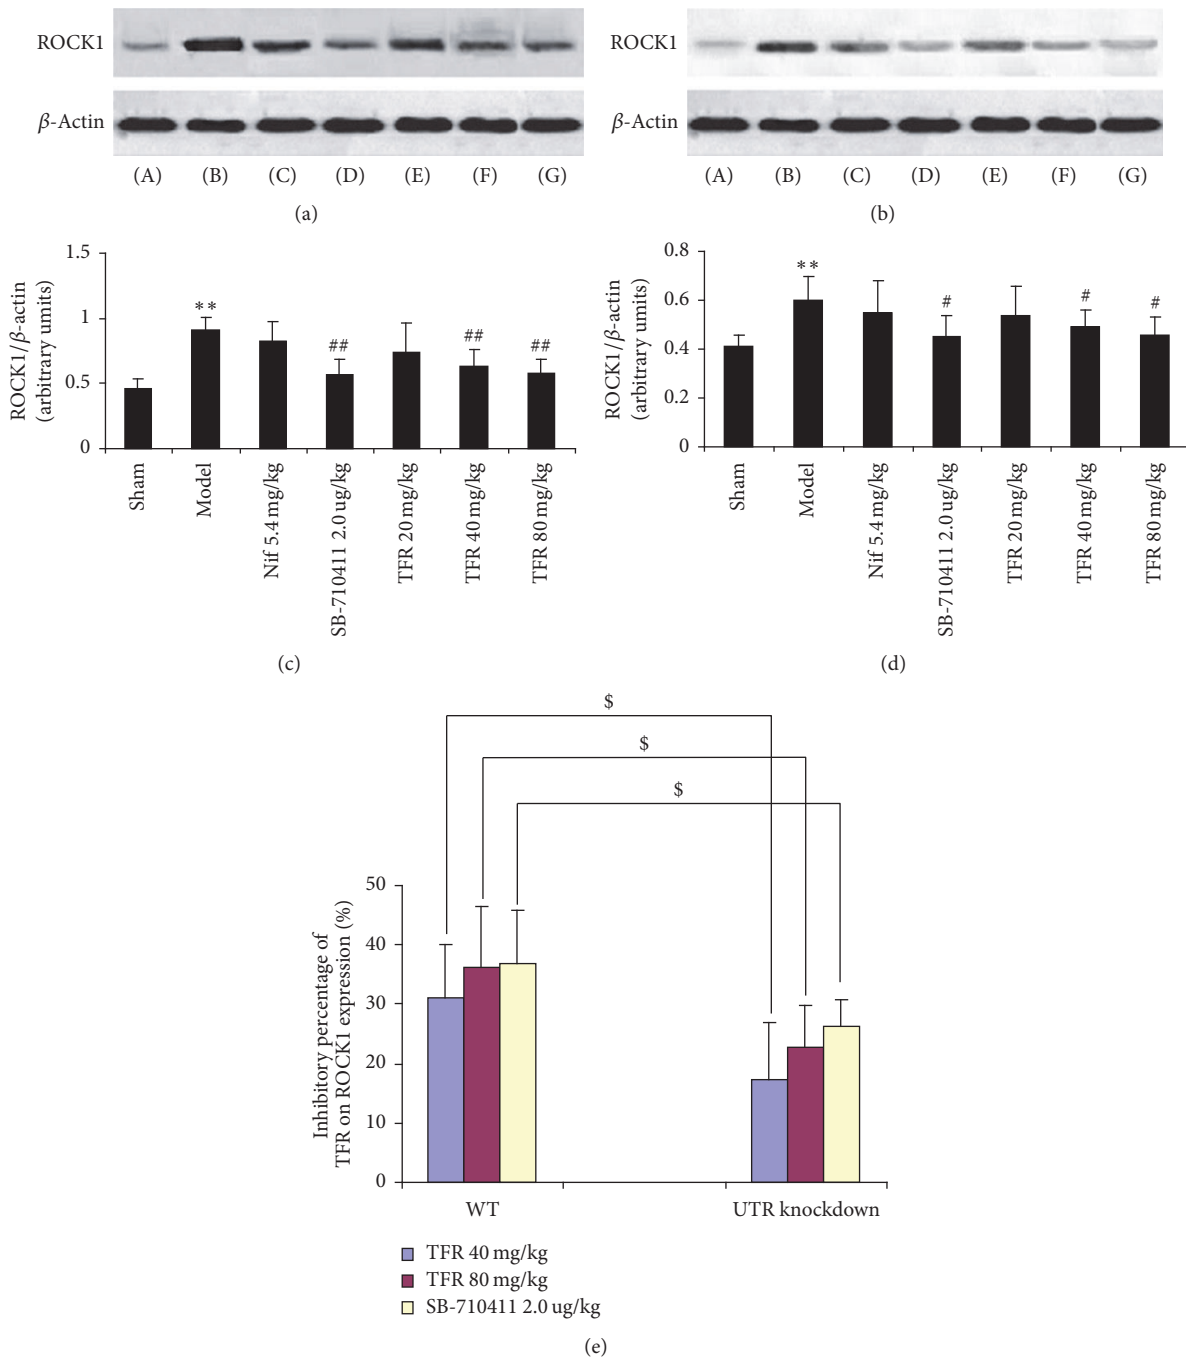 ROCK1
β-Actin
(A) (B) (C) (D) (E) (F) (G)
(a)
ROCK1
β-Actin
(A) (B) (C) (D) (E) (F) (G)
(b)
ROCK1/β-actin
(arbitrary umits)
1.5
1
0.5
0
**
##
##
##
Sham
Model
Nif 5.4 mg/kg
SB-710411 2.0 ug/kg
TFR 20 mg/kg
TFR 40 mg/kg
TFR 80 mg/kg
(c)
ROCK1/β-actin
(arbitrary umits)
0.8
0.6
0.4
0.2
0
**
#
#
#
Sham
Model
Nif 5.4 mg/kg
SB-710411 2.0 ug/kg
TFR 20 mg/kg
TFR 40 mg/kg
TFR 80 mg/kg
(d)
$
$
$
Inhibitory percentage of
TFR on ROCK1 expression (%)
50
40
30
20
10
0
WT
UTR knockdown
TFR 40 mg/kg
TFR 80 mg/kg
SB-710411 2.0 ug/kg
(e)